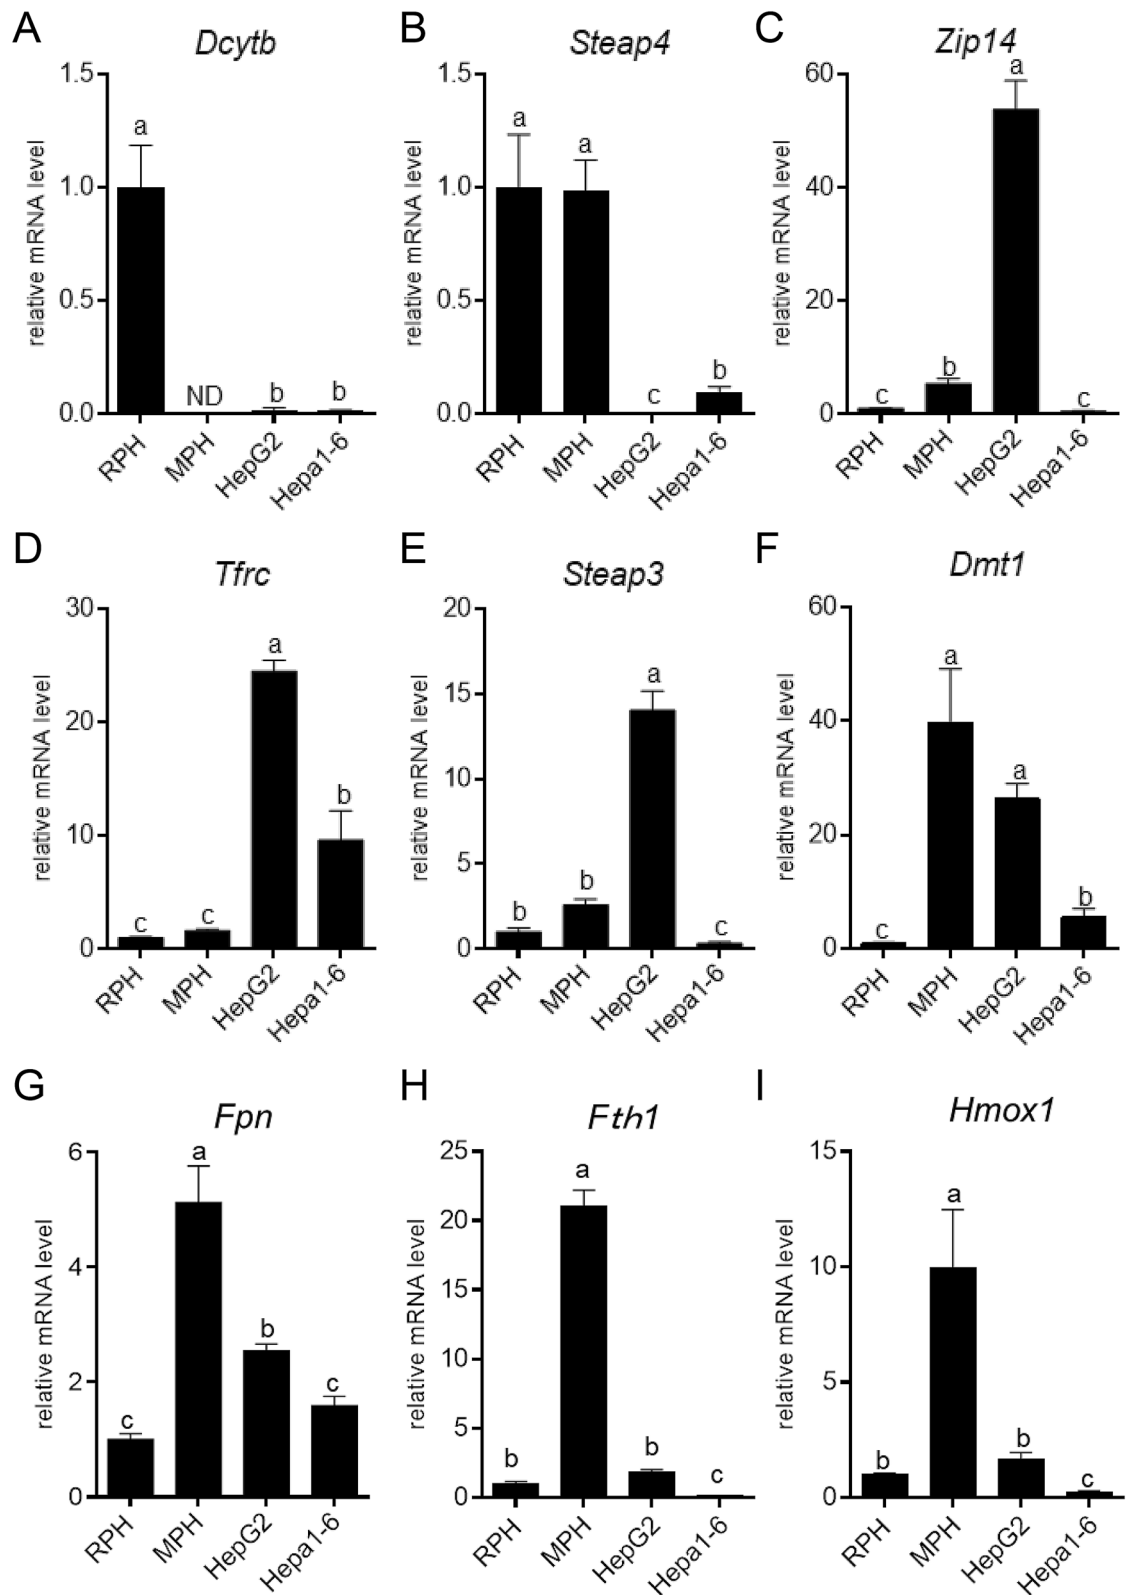 A
Dcytb
relative mRNA level
1.5
1.0
0.5
0.0
a
ND
b
b
RPH
MPH
HepG2
Hepa1-6
B
Steap4
relative mRNA level
1.5
1.0
0.5
0.0
a
a
c
b
RPH
MPH
HepG2
Hepa1-6
C
Zip14
relative mRNA level
60
40
20
0
c
b
a
c
RPH
MPH
HepG2
Hepa1-6
D
Tfrc
relative mRNA level
30
20
10
0
c
c
a
b
RPH
MPH
HepG2
Hepa1-6
E
Steap3
relative mRNA level
20
15
10
5
0
b
b
a
c
RPH
MPH
HepG2
Hepa1-6
F
Dmt1
relative mRNA level
60
40
20
0
c
a
a
b
RPH
MPH
HepG2
Hepa1-6
G
Fpn
relative mRNA level
6
4
2
0
c
a
b
c
RPH
MPH
HepG2
Hepa1-6
H
Fth1
relative mRNA level
25
20
15
10
5
0
b
a
b
c
RPH
MPH
HepG2
Hepa1-6
I
Hmox1
relative mRNA level
15
10
5
0
b
a
b
c
RPH
MPH
HepG2
Hepa1-6